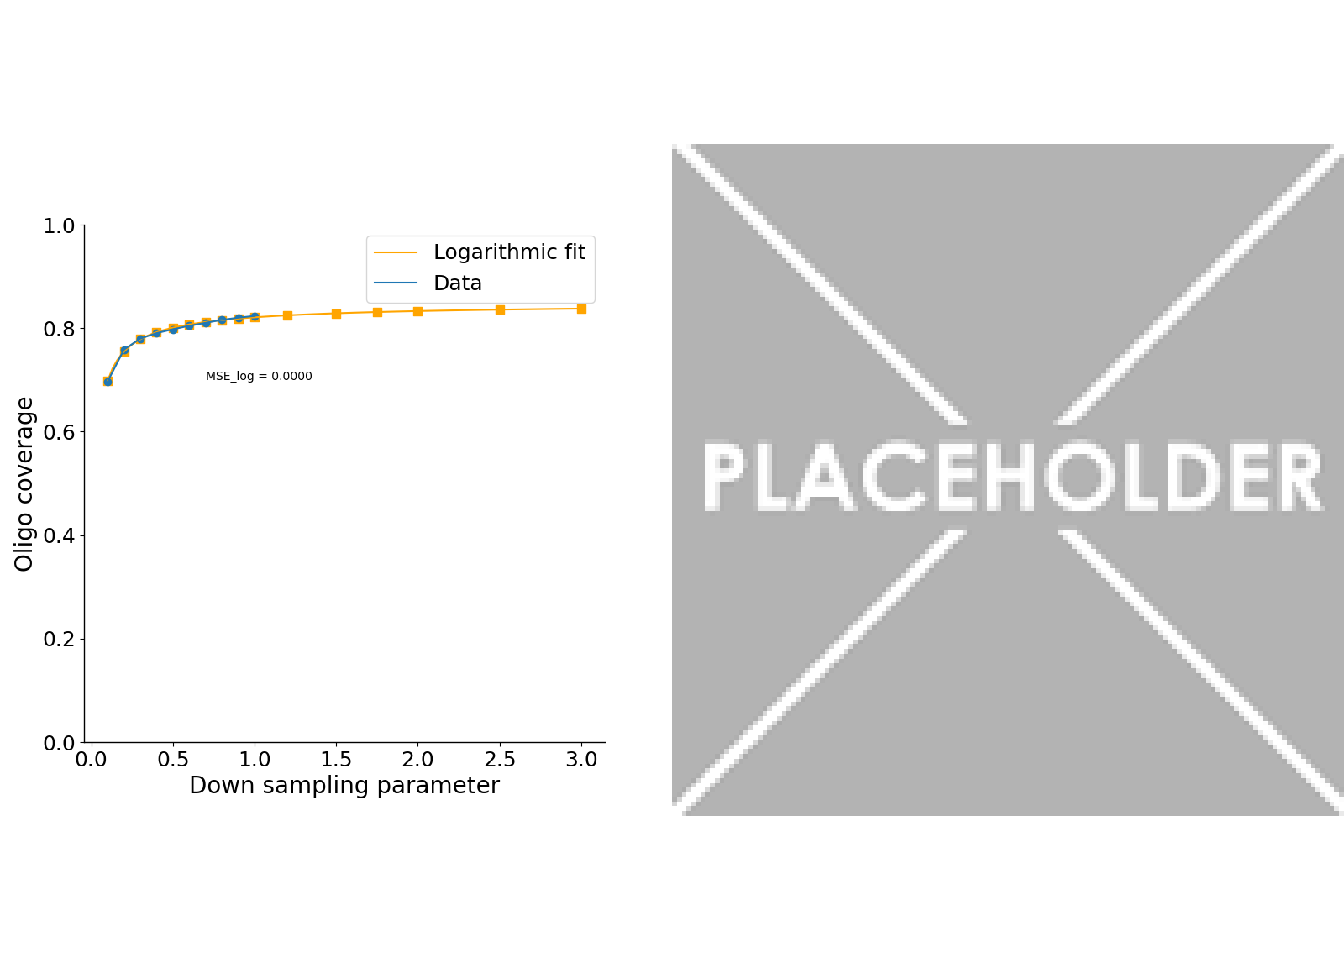 1.0
0.8
0.6
0.4
0.2
0.0
Oligo coverage
Logarithmic fit
Data
MSE_log = 0.0000
0.0 0.5 1.0 1.5 2.0 2.5 3.0
Down sampling parameter
PLACEHOLDER